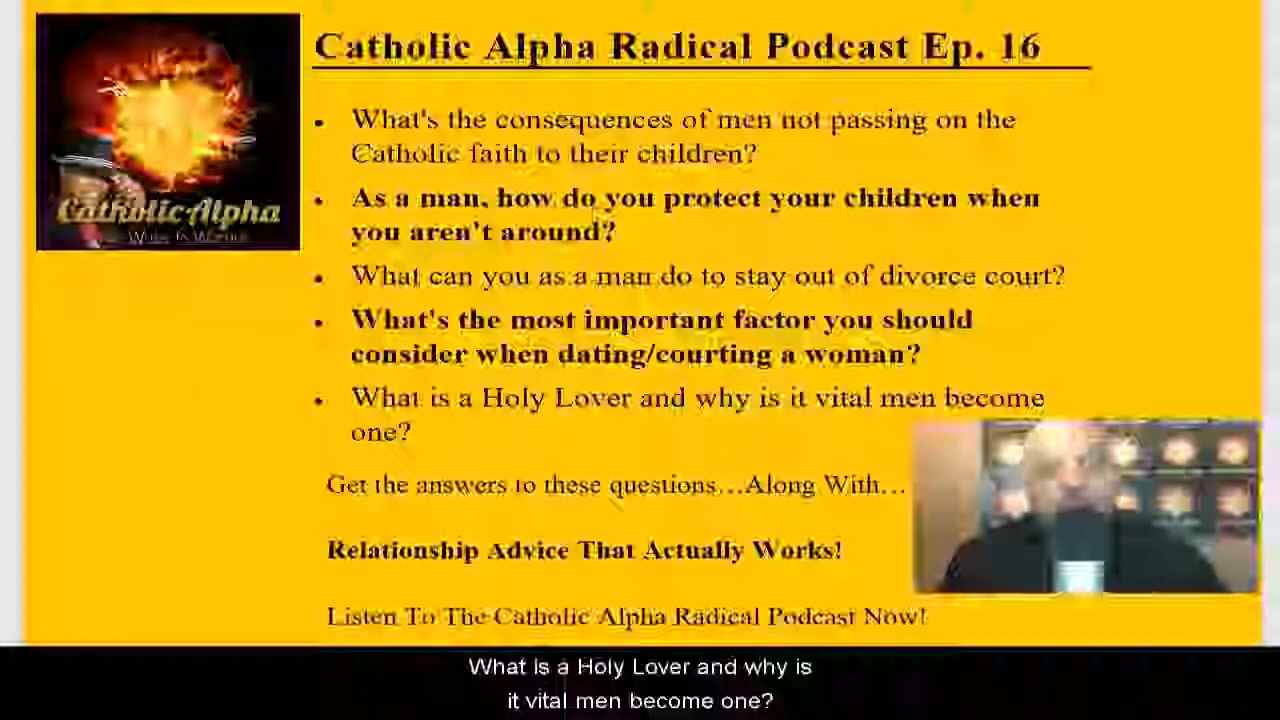 Catholic Alpha Radical Podcast Ep. 16
What's the consequences of men not passing on the
Catholic faith to their children?
As a man, how do you protect your children when
you aren't around?
What can you as a man do to stay out of divorce court?
What's the most important factor you should
consider when dating/courting a woman?
What is a Holy Lover and why is it vital men become
one?
Get the answers to these questions...Along With...
Relationship Advice That Actually Works!
Listen To The Catholic Alpha Radical Podcast Now!
Catholic Alpha
What is a Holy Lover and why is
it vital men become one?